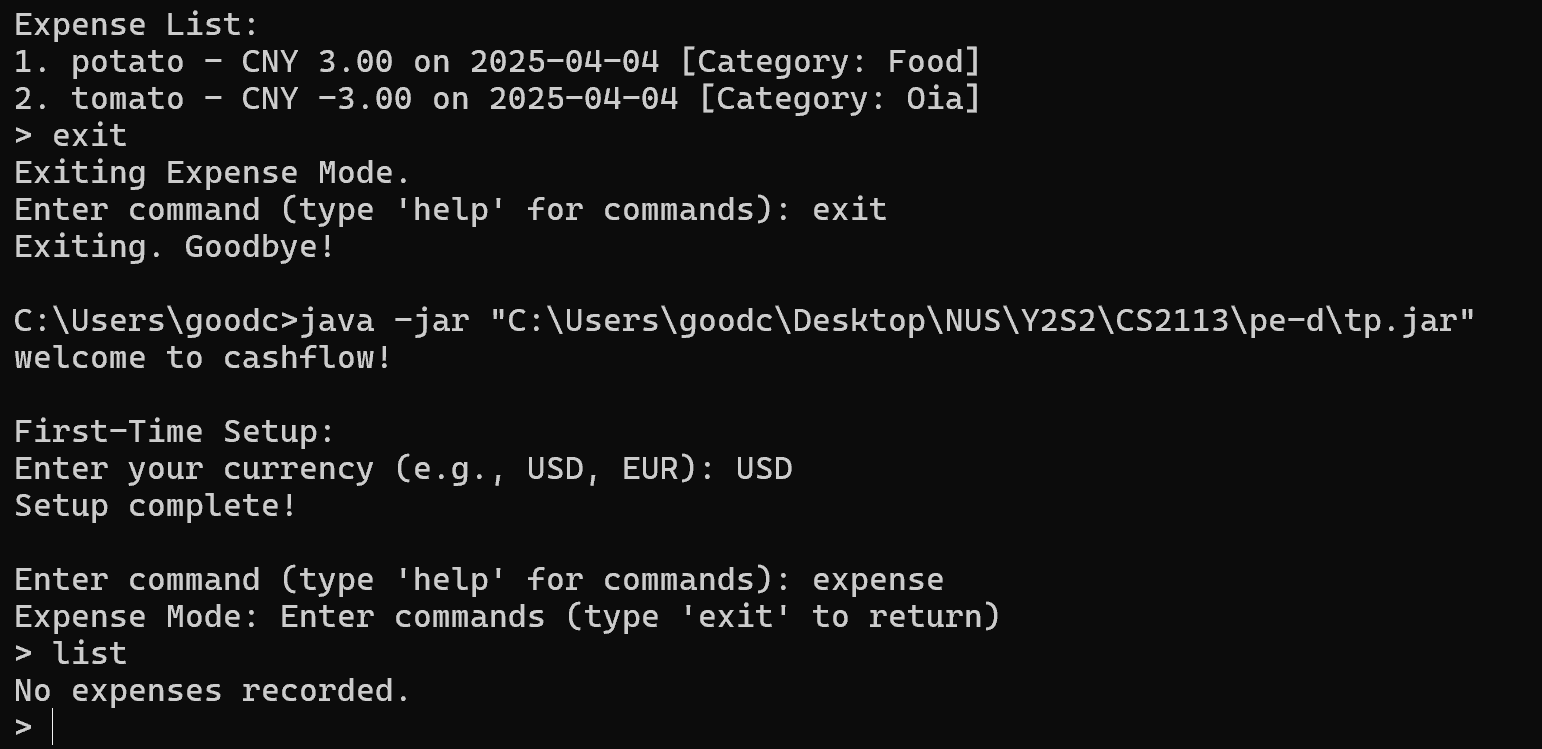 Expense List:
1. potato - CNY 3.00 on 2025-04-04 [Category: Food]
2. tomato - CNY -3.00 on 2025-04-04 [Category: Oia]
> exit
Exiting Expense Mode.
Enter command (type 'help' for commands): exit
Exiting. Goodbye!
C:\Users\goodc>java -jar "C:\Users\goodc\Desktop\NUS\Y2S2\CS2113\pe-d\tp.jar"
welcome to cashflow!
First-Time Setup:
Enter your currency (e.g., USD, EUR): USD
Setup complete!
Enter command (type 'help' for commands): expense
Expense Mode: Enter commands (type 'exit' to return)
> list
No expenses recorded.
>